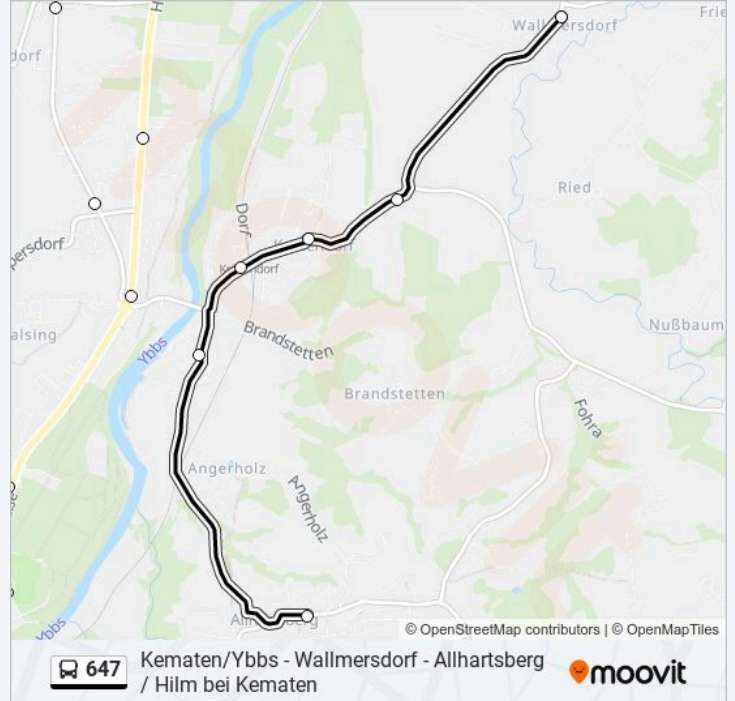 H
Wallmersdorf
Frie
dorf
Ried
Dorf
persdorf
Nußbaum
alsing
Ybbs
Brandstetten
Brandstetten
Fohra
Angerholz
Angerholz
Ybbs
© OpenStreetMap contributors | © OpenMapTiles
647
Kematen/Ybbs - Wallmersdorf - Allhartsberg
/ Hilm bei Kematen
moovit